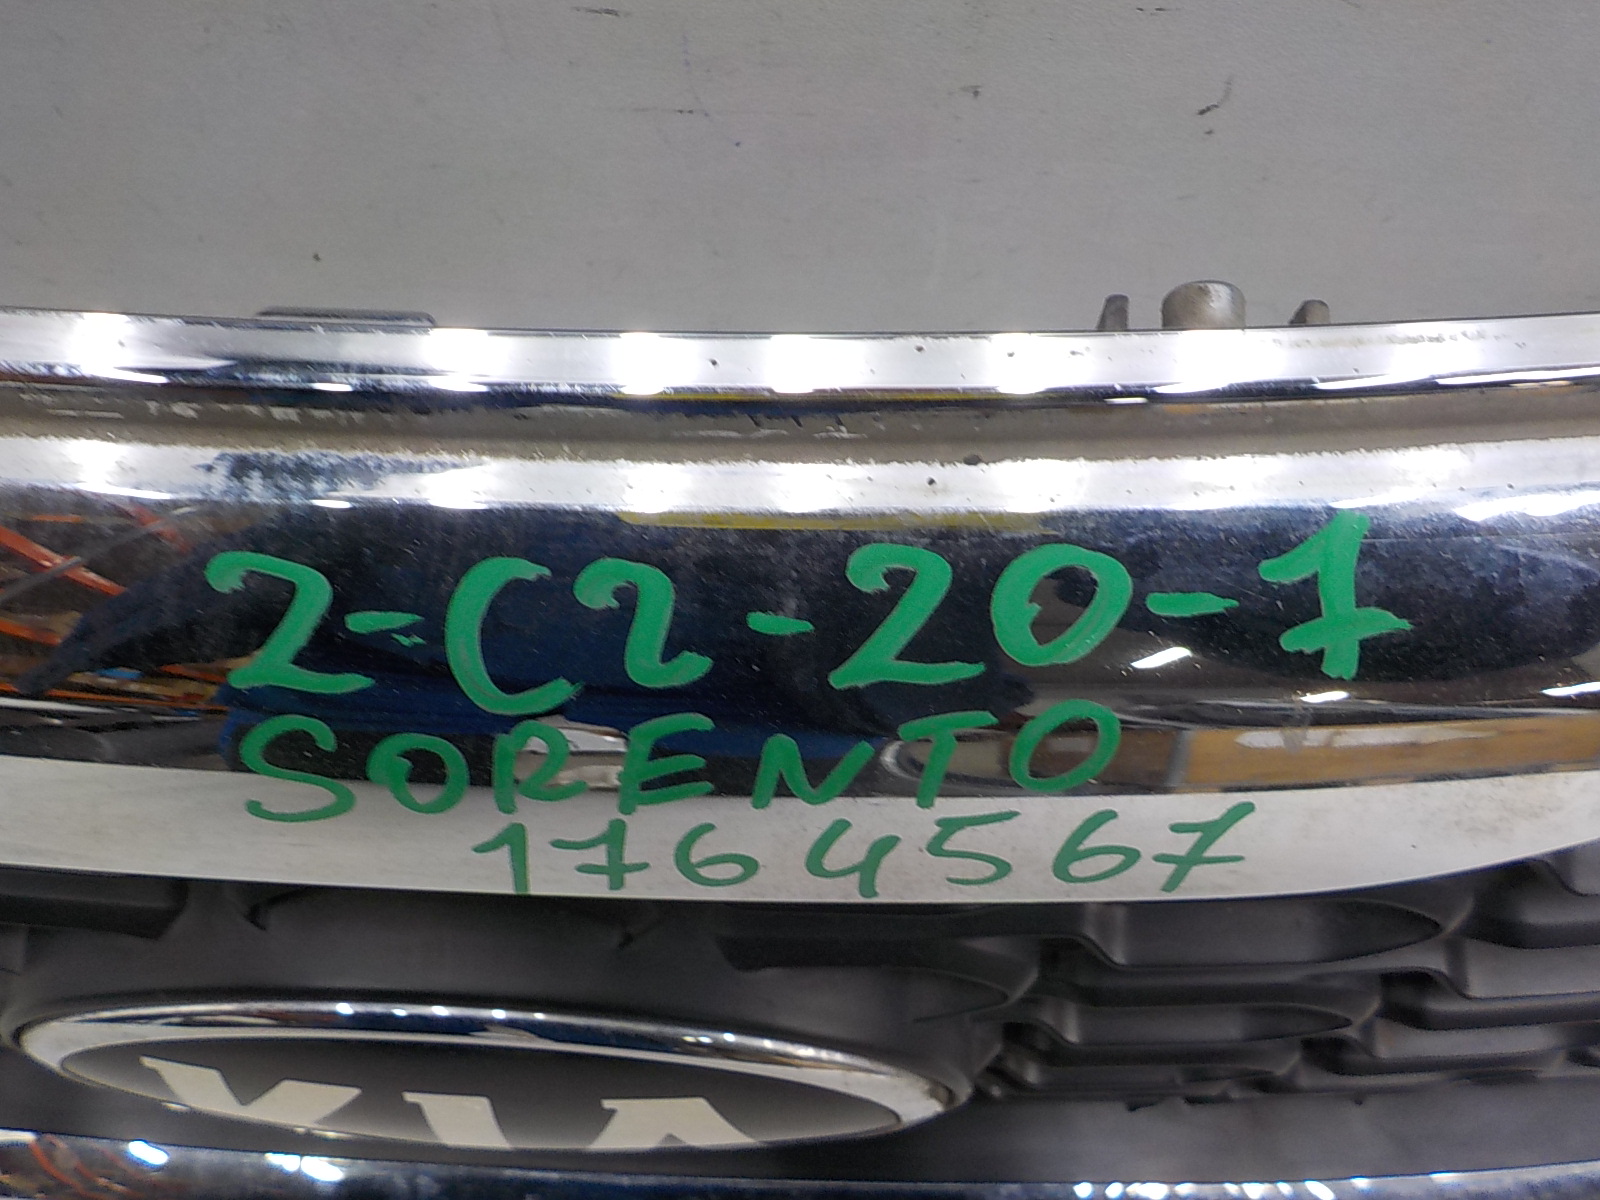 2-C2-20-1
SORENTO
1764567
KIA